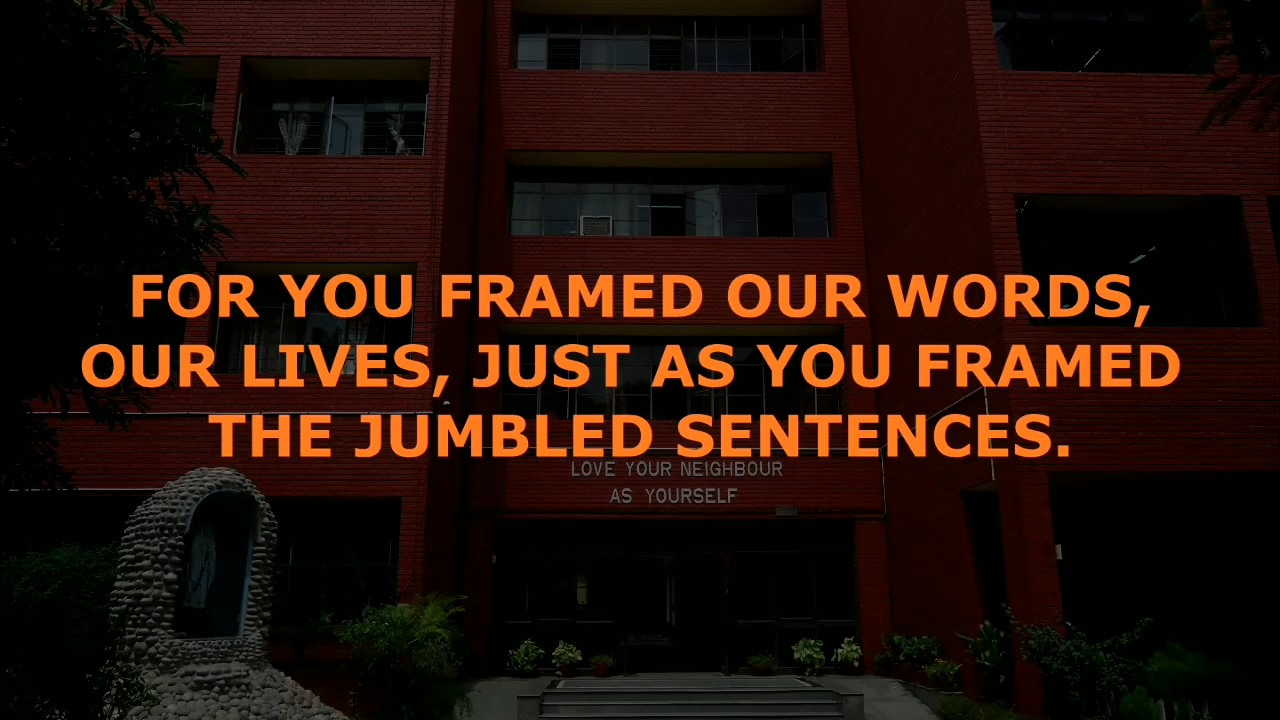 FOR YOU FRAMED OUR WORDS,
OUR LIVES, JUST AS YOU FRAMED
THE JUMBLED SENTENCES.
LOVE YOUR NEIGHBOUR
AS YOURSELF